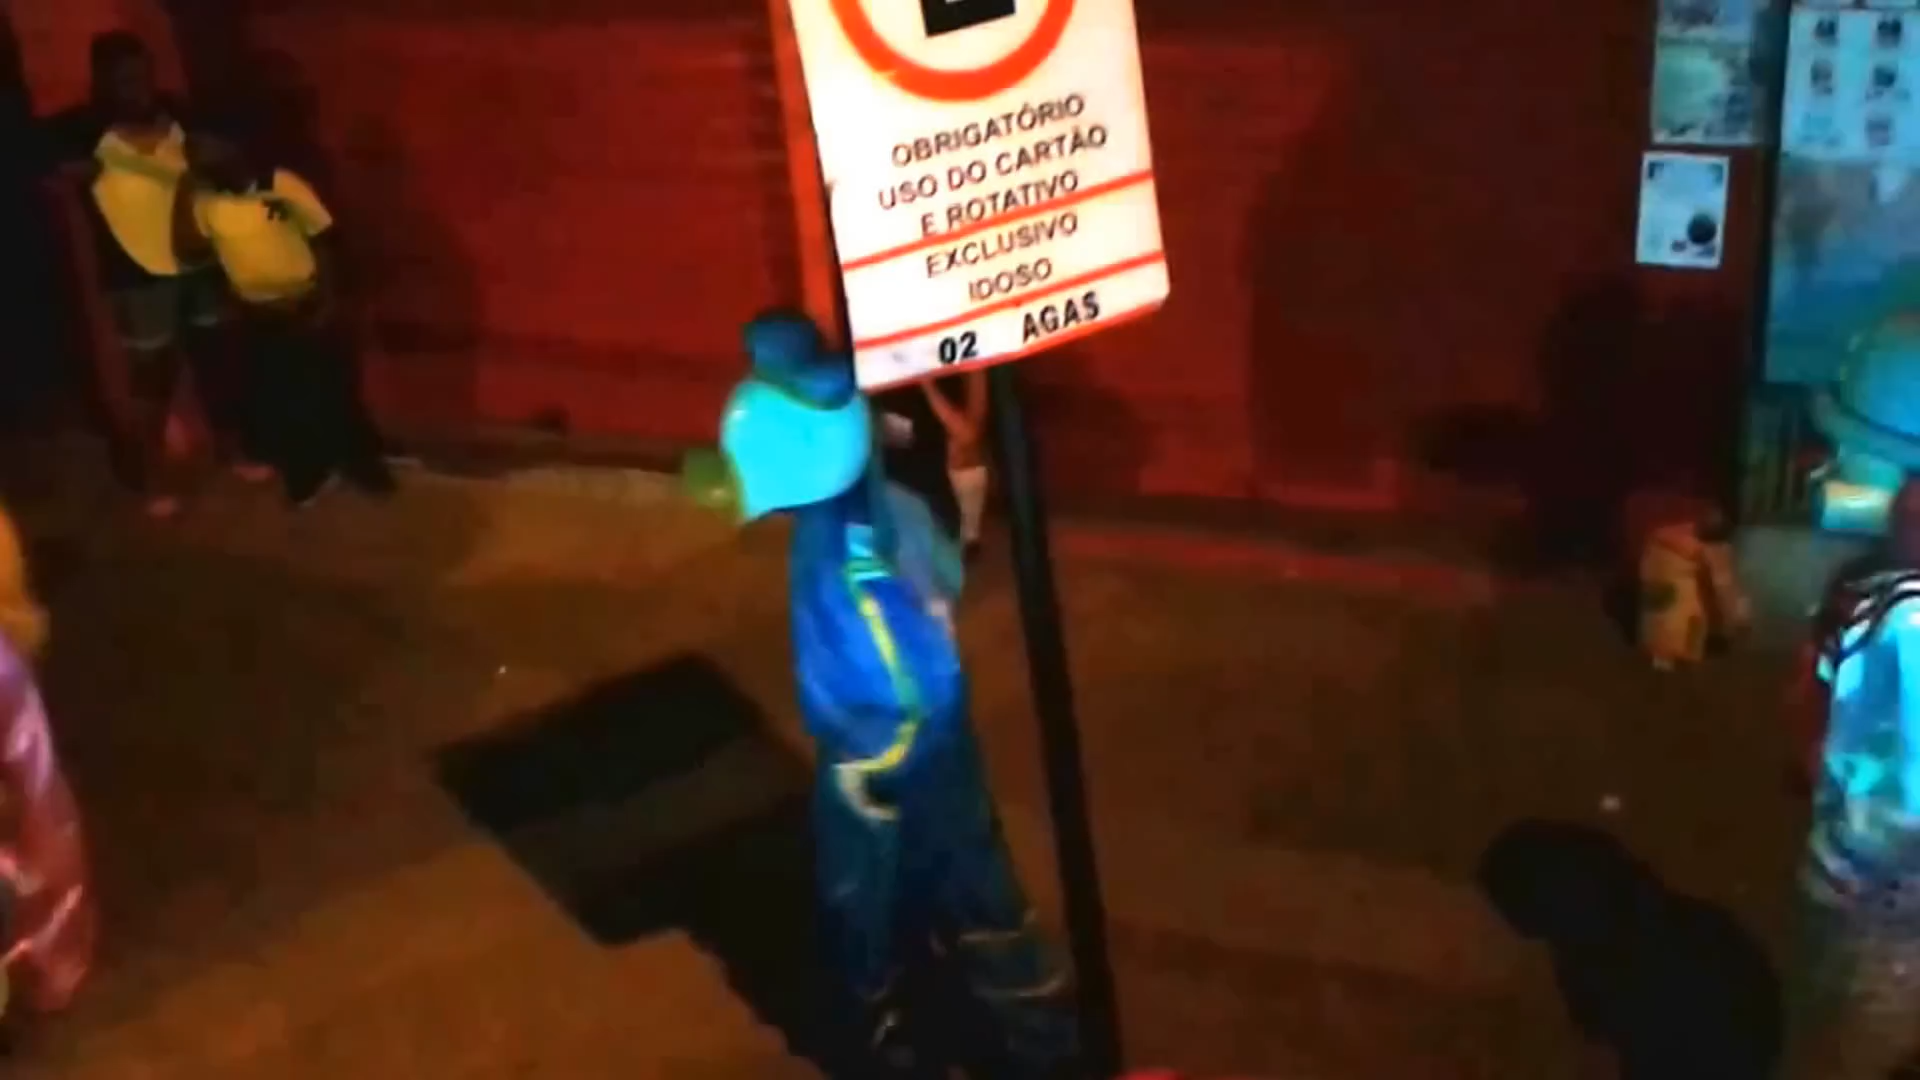 OBRIGATÓRIO
USO DO CARTÃO
E ROTATIVO
EXCLUSIVO
IDOSO
02 AGAS